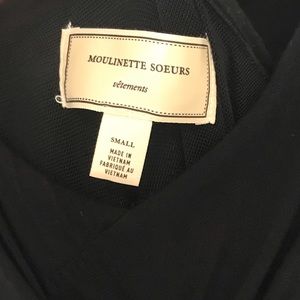 MOULINETTE SOEURS
vêtements
SMALL
MADE IN
VIETNAM
FABRIQUÉ AU
VIETNAM